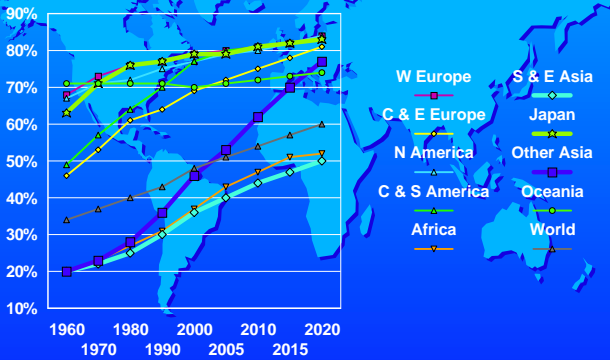 90%
80%
70%
60%
50%
40%
30%
20%
10%
1960 1980 2000 2010 2020
1970 1990 2005 2015
W Europe S & E Asia
C & E Europe Japan
N America Other Asia
C & S America Oceania
Africa World